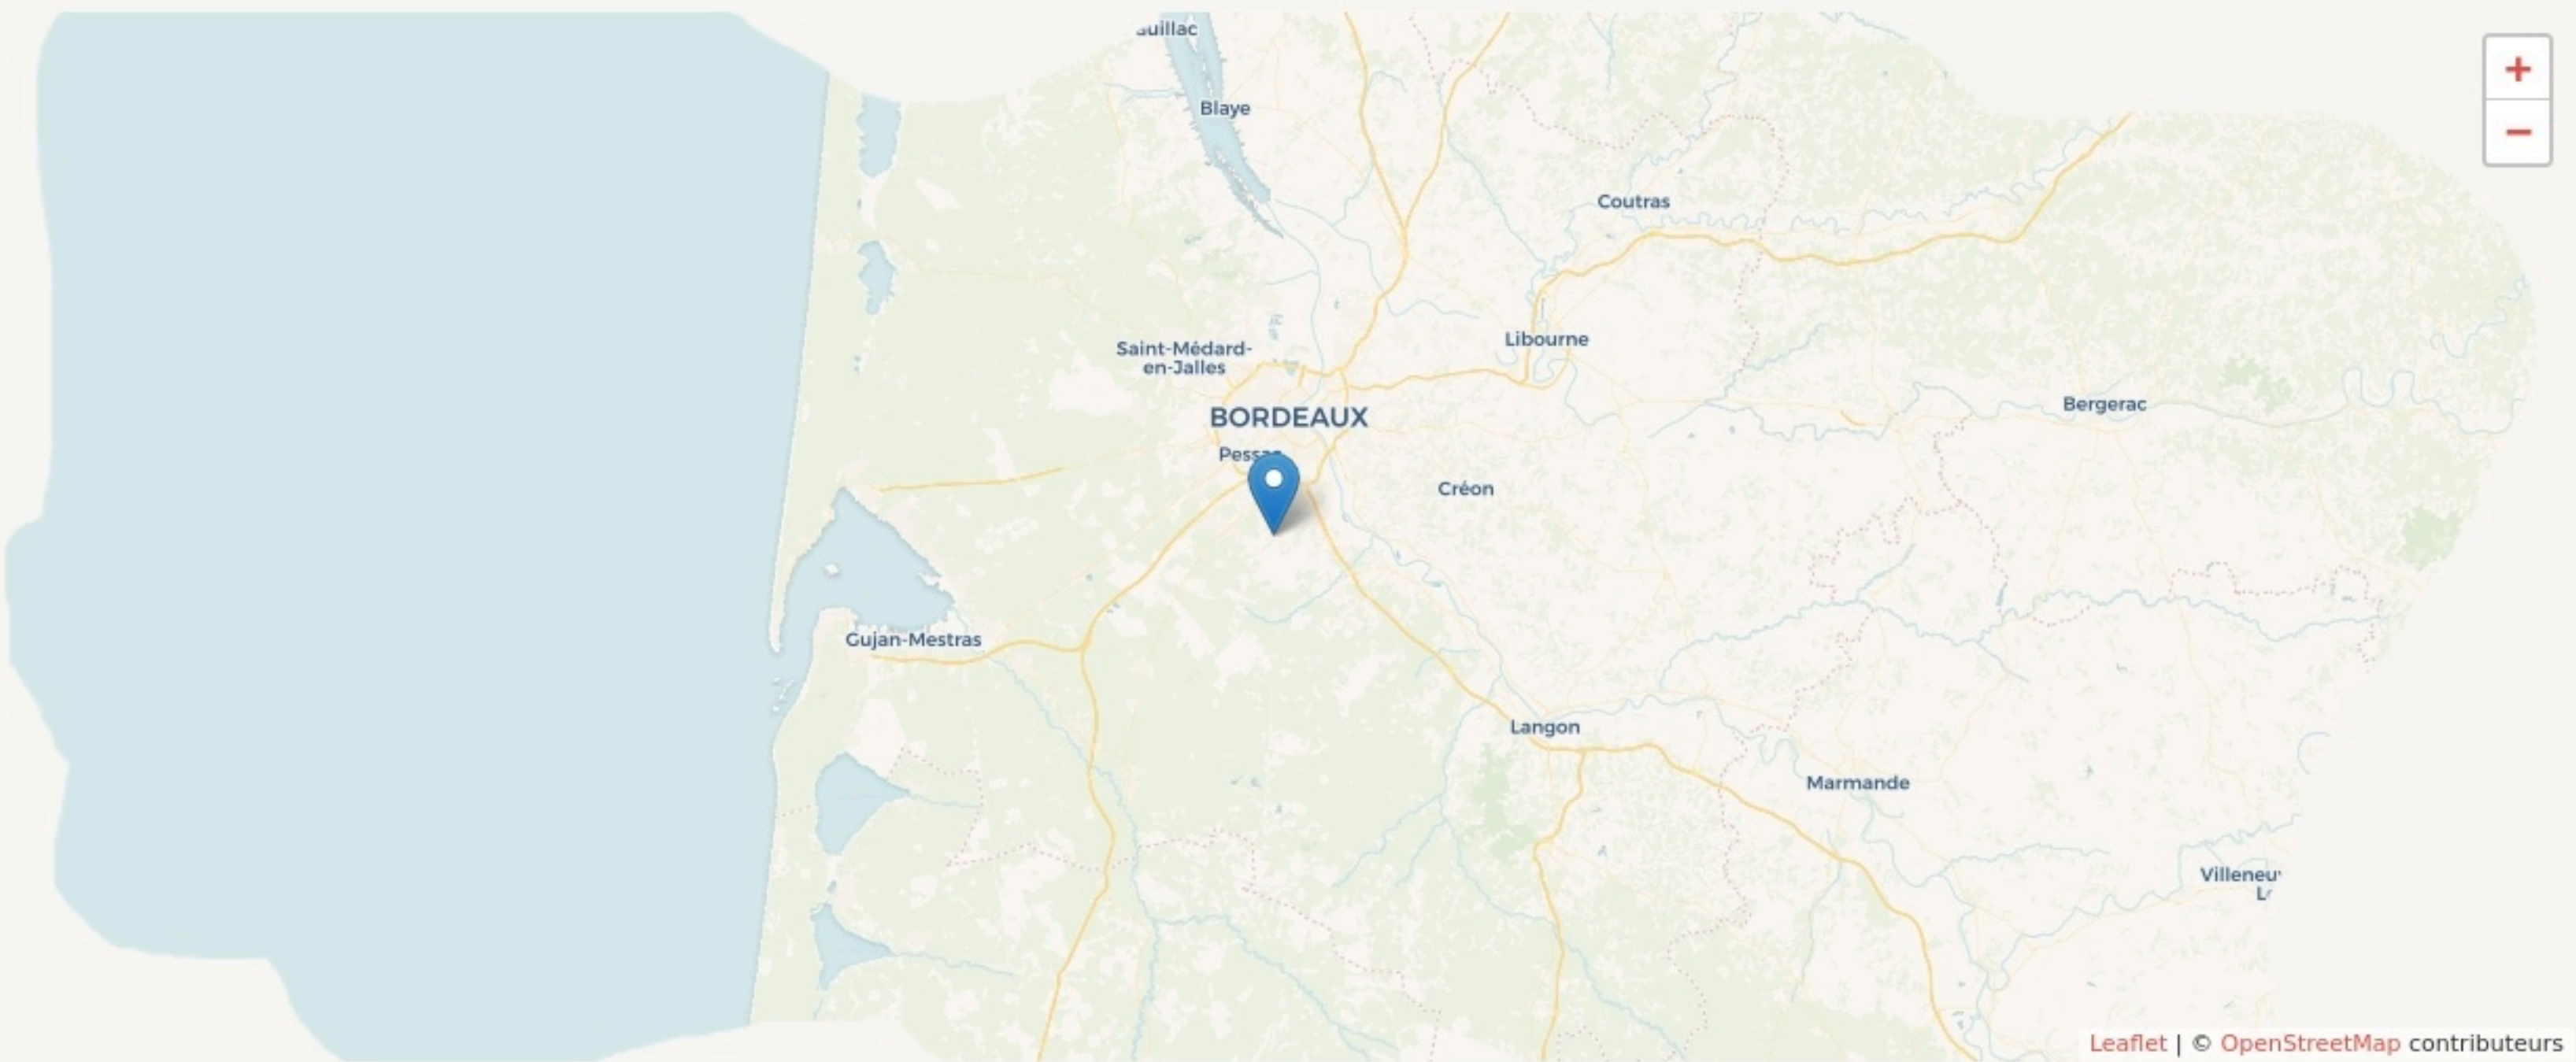 Blaye
+
−
Coutras
Libourne
Saint-Médard-
en-Jalles
BORDEAUX
Bergerac
Créon
Gujan-Mestras
Langon
Marmande
Leaflet | © OpenStreetMap contributeurs